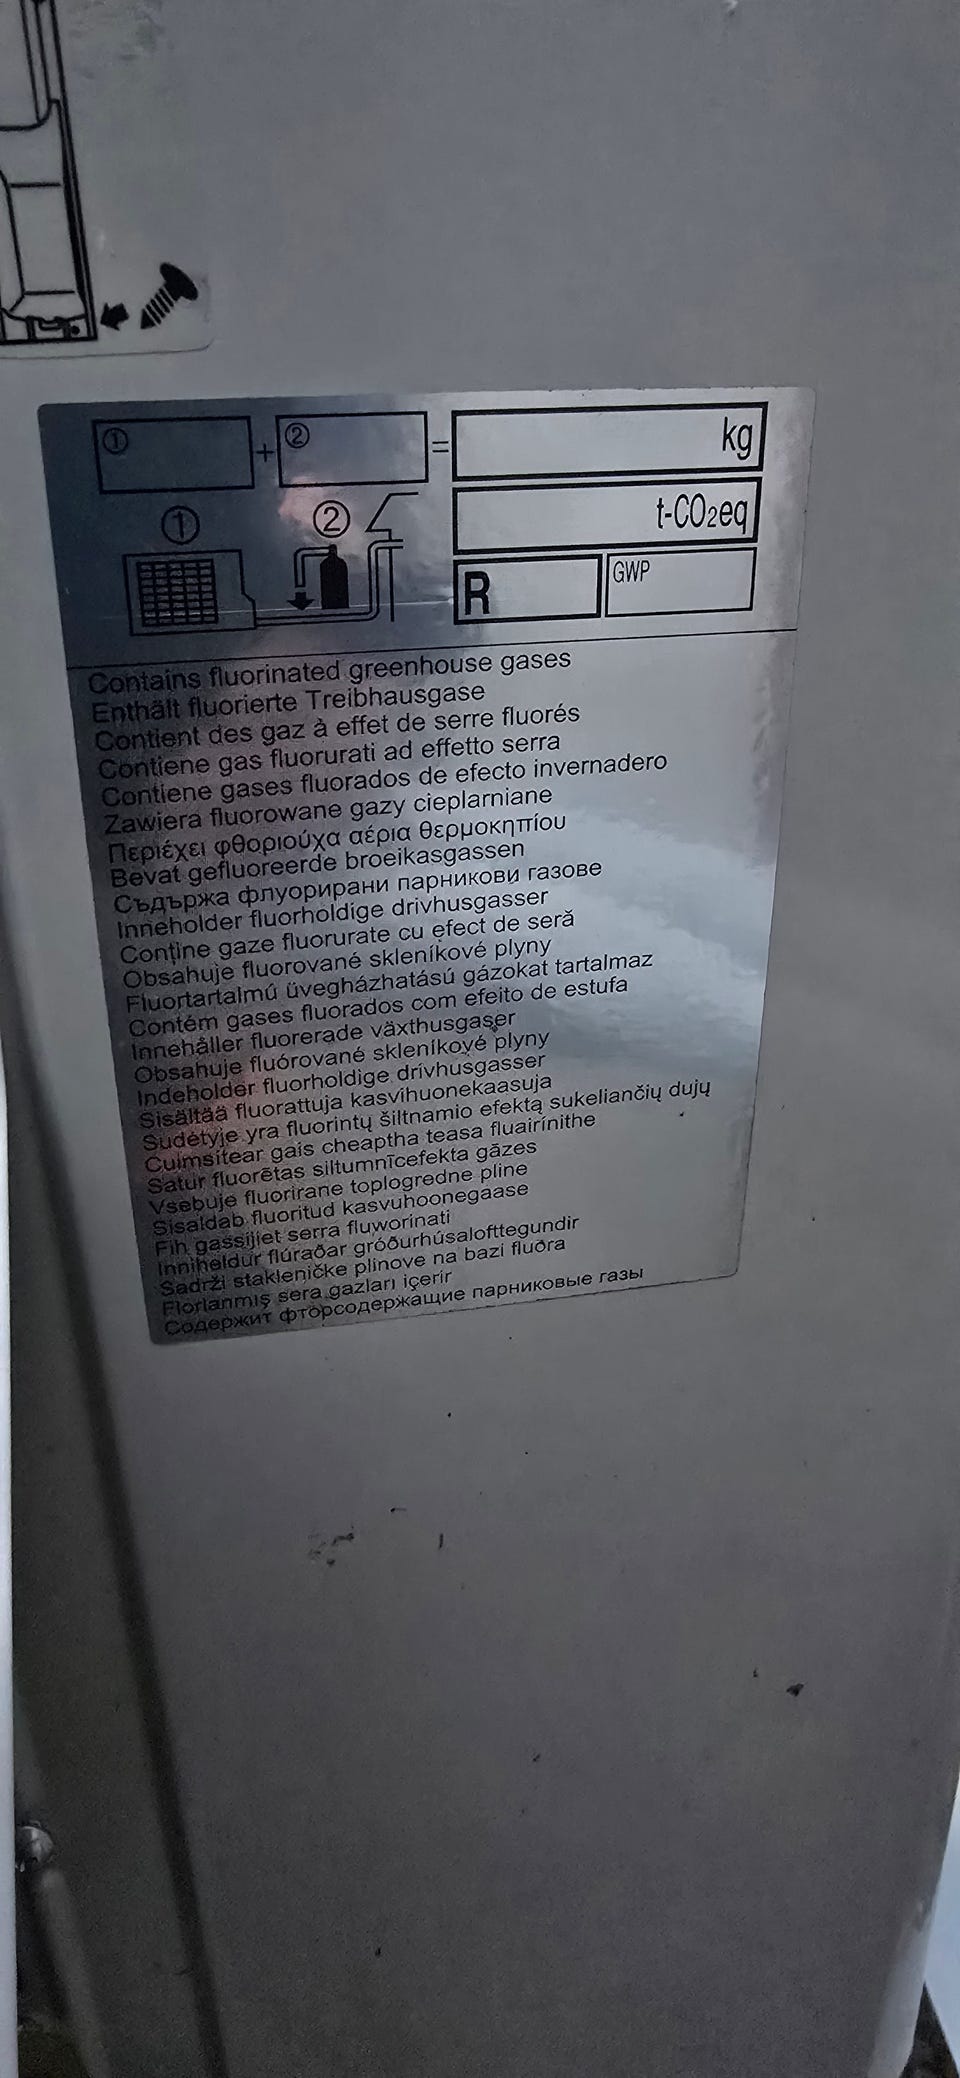 ① + ② = kg
① ② t-CO2eq
R GWP
Contains fluorinated greenhouse gases
Enthält fluorierte Treibhausgase
Contient des gaz à effet de serre fluorés
Contiene gas fluorurati ad effetto serra
Contiene gases fluorados de efecto invernadero
Zawiera fluorowane gazy cieplarniane
Περιέχει φθοριούχα αέρια θερμοκηπίου
Bevat gefluoreerde broeikasgassen
Съдържа флуорирани парникови газове
Inneholder fluorholdige drivhusgasser
Conţine gaze fluorurate cu efect de seră
Obsahuje fluorované skleníkové plyny
Fluortartalmú üvegházhatású gázokat tartalmaz
Contém gases fluorados com efeito de estufa
Innehåller fluorerade växthusgaser
Obsahuje fluórované skleníkové plyny
Indeholder fluorholdige drivhusgasser
Sisältää fluorattuja kasvihuonekaasuja
Sudėtyje yra fluorintų šiltnamio efektą sukeliančių dujų
Cuimsítear gais cheaptha teasa fluairínithe
Satur fluorētas siltumnīcefekta gāzes
Vsebuje fluorirane toplogredne pline
Sisaldab fluoritud kasvuhoonegaase
Fih gassijiet serra fluworinati
Inniheldur flúraðar gróðurhúsalofttegundir
Sadrži stakleničke plinove na bazi fluora
Florlanmış sera gazları içerir
Содержит фторсодержащие парниковые газы